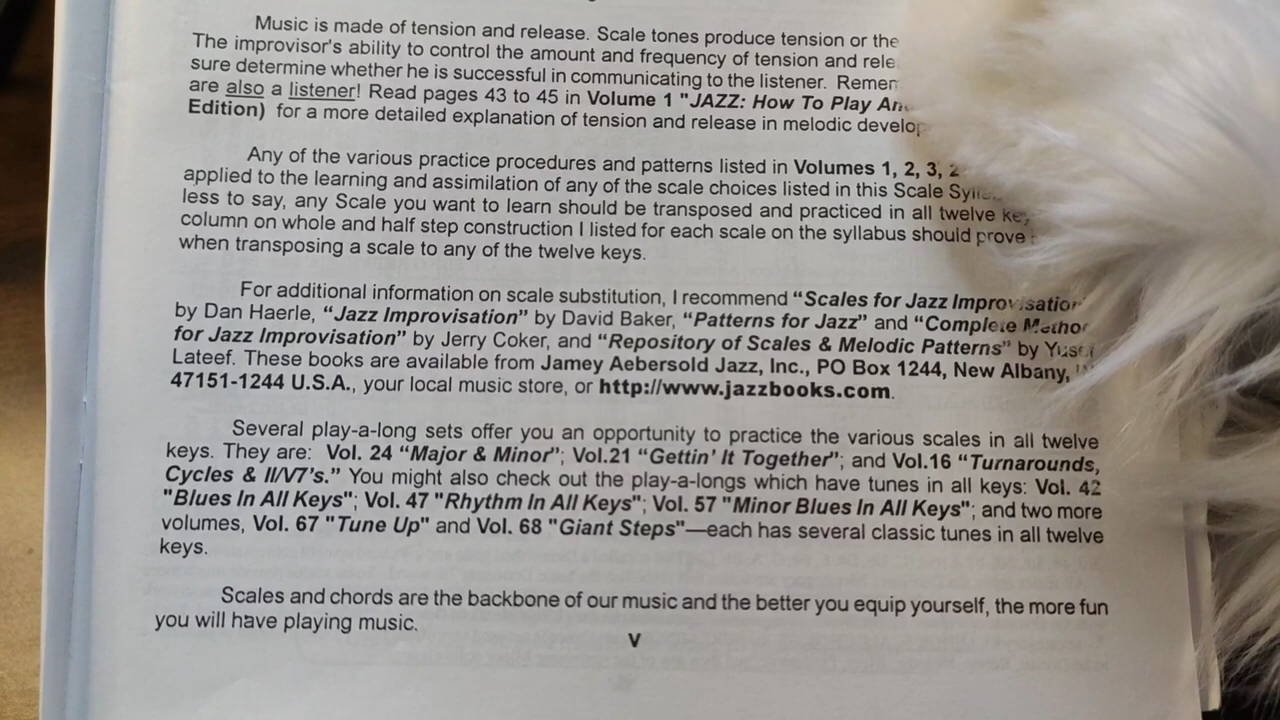 Music is made of tension and release. Scale tones produce tension or the
The improvisor's ability to control the amount and frequency of tension and
sure determine whether he is successful in communicating to the listener.
are also a listener! Read pages 43 to 45 in Volume 1 "JAZZ: How To Play
Edition) for a more detailed explanation of tension and release in melodic
Any of the various practice procedures and patterns listed in Volumes 1, 2, 3,
applied to the learning and assimilation of any of the scale choices listed in this Scale
less to say, any Scale you want to learn should be transposed and practiced in all twelve
column on whole and half step construction I listed for each scale on the syllabus should prove
when transposing a scale to any of the twelve keys.
For additional information on scale substitution, I recommend “Scales for Jazz Improvisation
by Dan Haerle, “Jazz Improvisation” by David Baker, “Patterns for Jazz” and “Complete
for Jazz Improvisation” by Jerry Coker, and “Repository of Scales & Melodic Patterns” by Yusef
Lateef. These books are available from Jamey Aebersold Jazz, Inc., PO Box 1244, New Albany,
47151-1244 U.S.A., your local music store, or http://www.jazzbooks.com.
Several play-a-long sets offer you an opportunity to practice the various scales in all twelve
keys. They are: Vol. 24 “Major & Minor”; Vol.21 “Gettin’ It Together”; and Vol.16 “Turnarounds,
Cycles & II/V7’s.” You might also check out the play-a-longs which have tunes in all keys: Vol. 42
"Blues In All Keys"; Vol. 47 "Rhythm In All Keys"; Vol. 57 "Minor Blues In All Keys"; and two more
volumes, Vol. 67 "Tune Up" and Vol. 68 "Giant Steps"—each has several classic tunes in all twelve
keys.
Scales and chords are the backbone of our music and the better you equip yourself, the more fun
you will have playing music.
V